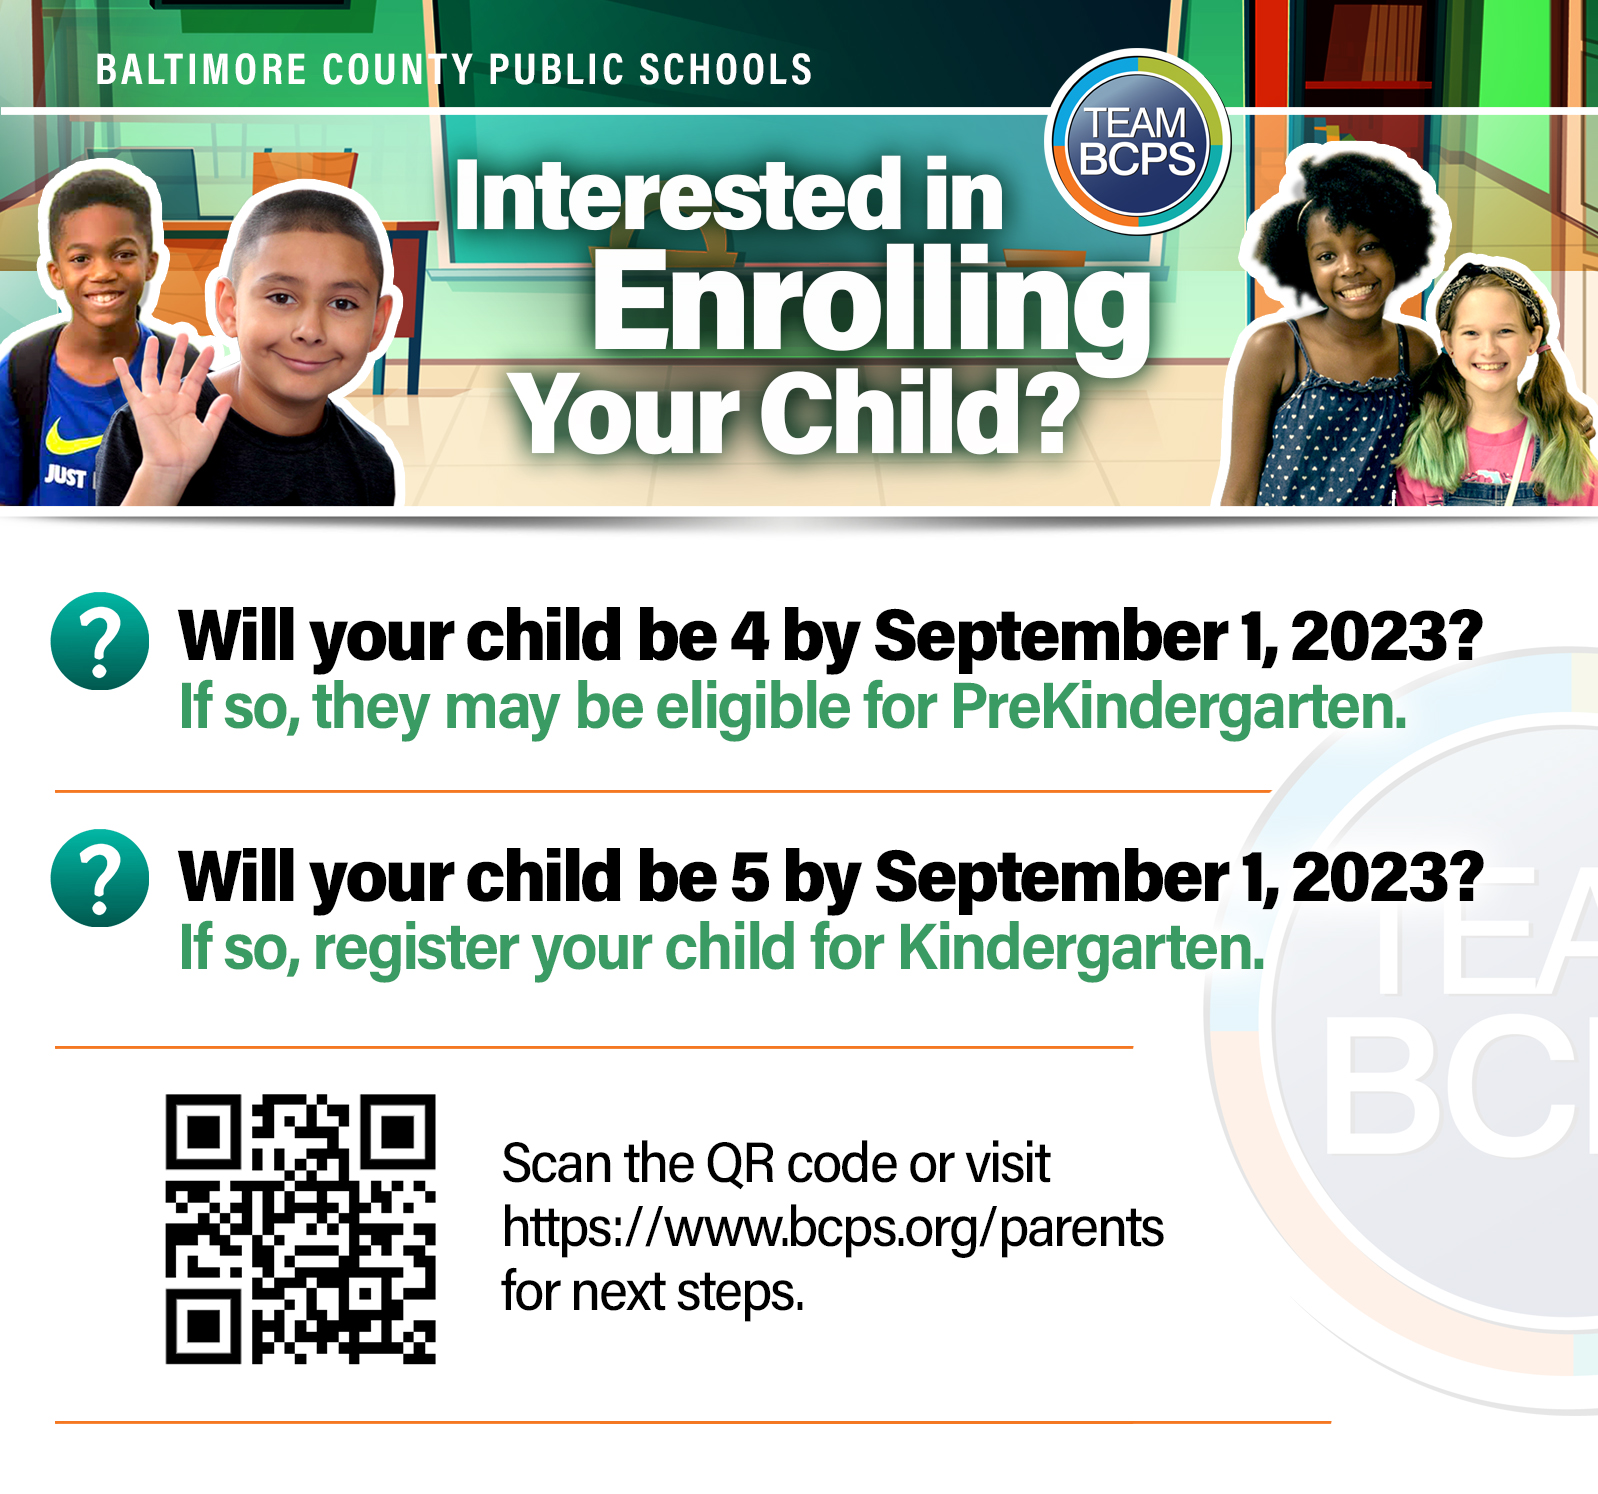 BALTIMORE COUNTY PUBLIC SCHOOLS
TEAM
BCPS
Interested in
Enrolling
Your Child?
JUST
? Will your child be 4 by September 1, 2023?
If so, they may be eligible for PreKindergarten.
? Will your child be 5 by September 1, 2023?
If so, register your child for Kindergarten.
TEA
BC
Scan the QR code or visit
https://www.bcps.org/parents
for next steps.